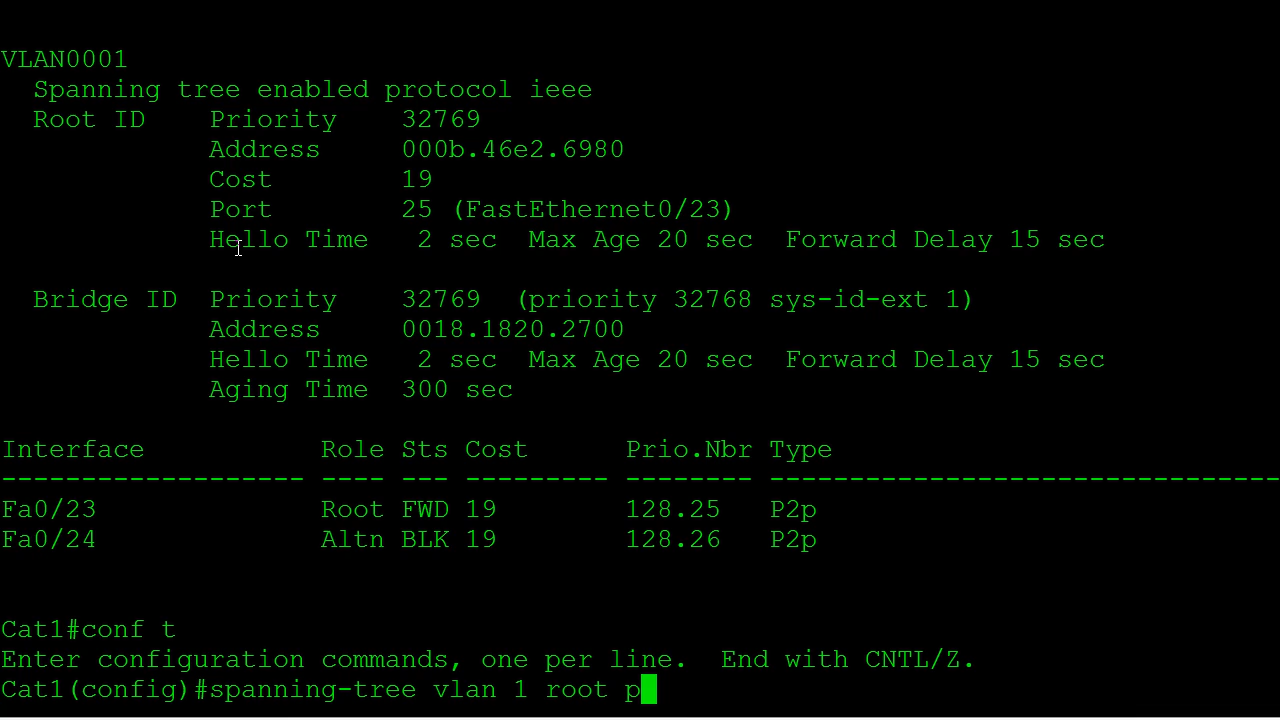 VLAN0001
  Spanning tree enabled protocol ieee
  Root ID    Priority    32769
             Address     000b.46e2.6980
             Cost        19
             Port        25 (FastEthernet0/23)
             Hello Time   2 sec  Max Age 20 sec  Forward Delay 15 sec

  Bridge ID  Priority    32769  (priority 32768 sys-id-ext 1)
             Address     0018.1820.2700
             Hello Time   2 sec  Max Age 20 sec  Forward Delay 15 sec
             Aging Time  300 sec

Interface           Role Sts Cost      Prio.Nbr Type
------------------- ---- --- --------- -------- --------------------------------
Fa0/23              Root FWD 19        128.25   P2p
Fa0/24              Altn BLK 19        128.26   P2p

Cat1#conf t
Enter configuration commands, one per line.  End with CNTL/Z.
Cat1(config)#spanning-tree vlan 1 root p